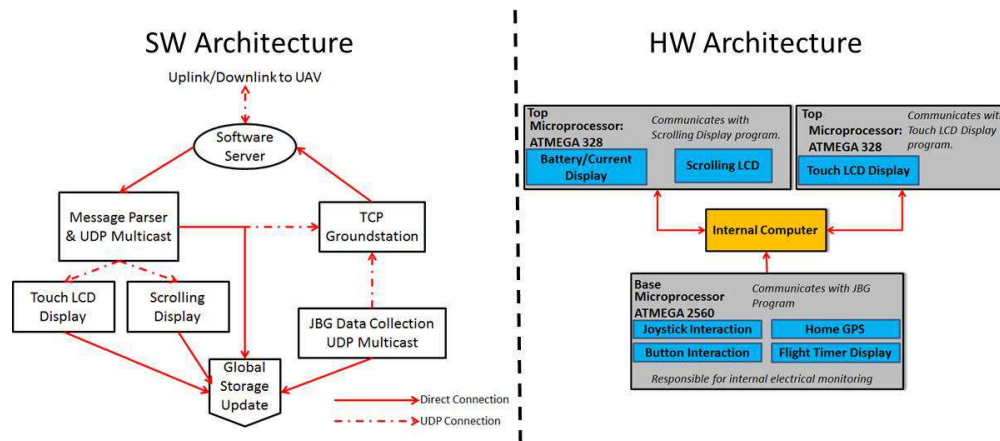 SW Architecture
Uplink/Downlink to UAV
Software
Server
Message Parser
& UDP Multicast
TCP
Groundstation
Touch LCD
Display
Scrolling
Display
JBG Data Collection
UDP Multicast
Global
Storage
Update
Direct Connection
UDP Connection
HW Architecture
Top
Microprocessor:
ATMEGA 328
Communicates with
Scrolling Display program.
Battery/Current
Display
Scrolling LCD
Top
Microprocessor:
ATMEGA 328
Communicates with
Touch LCD Display
program.
Touch LCD Display
Internal Computer
Base
Microprocessor
ATMEGA 2560
Communicates with JBG
Program
Joystick Interaction
Home GPS
Button Interaction
Flight Timer Display
Responsible for internal electrical monitoring